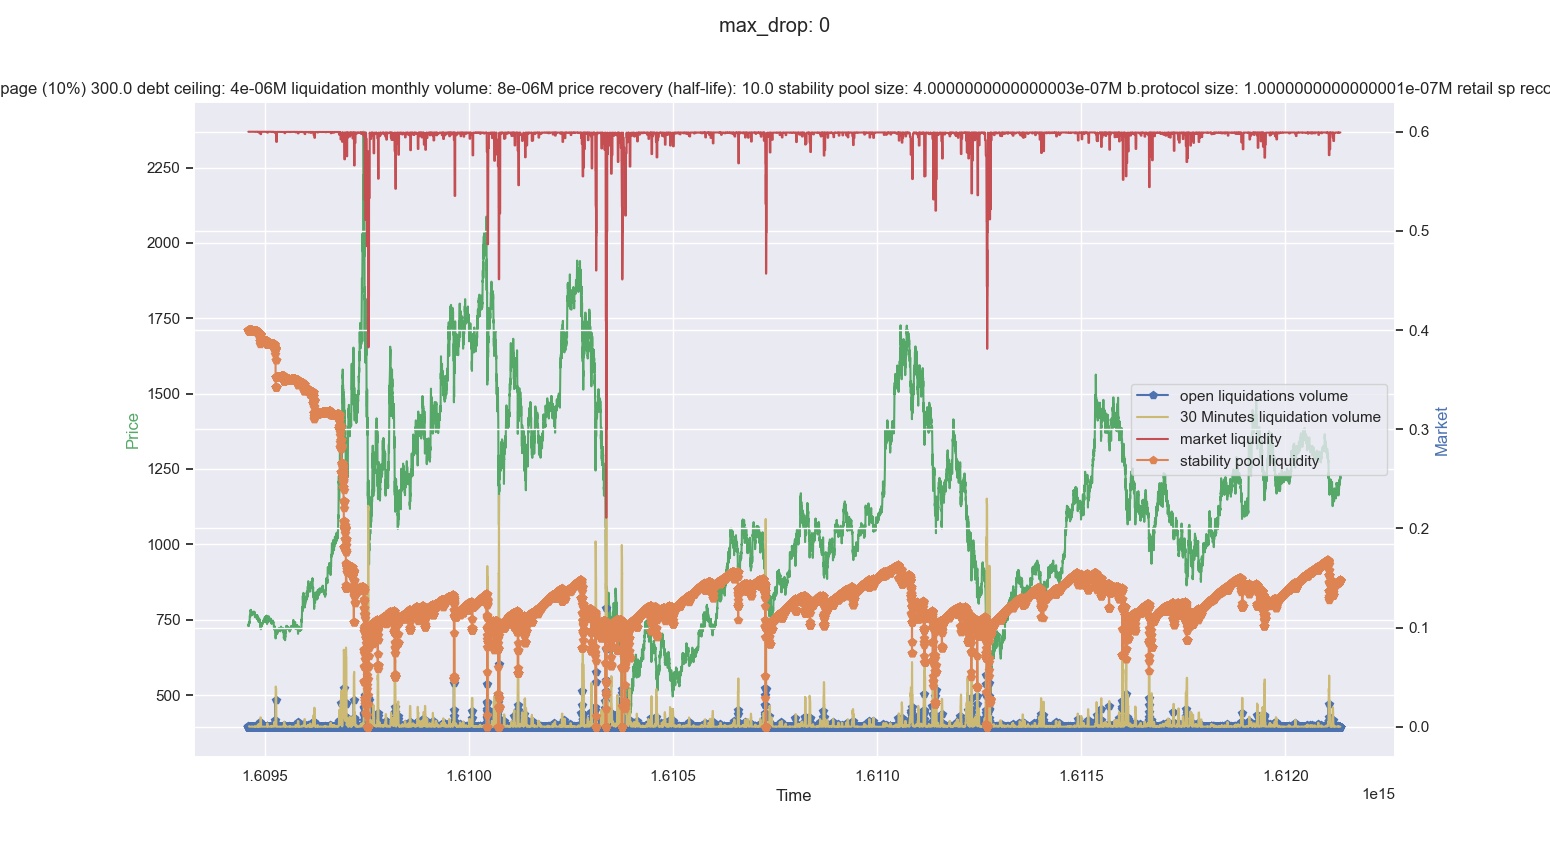 max_drop: 0
page (10%) 300.0 debt ceiling: 4e-06M liquidation monthly volume: 8e-06M price recovery (half-life): 10.0 stability pool size: 4.0000000000000003e-07M b.protocol size: 1.0000000000000001e-07M retail sp reco
2250
2000
1750
1500
1250
1000
750
500
Price
0.6
0.5
0.4
0.3
0.2
0.1
0.0
Market
open liquidations volume
30 Minutes liquidation volume
market liquidity
stability pool liquidity
1.6095
1.6100
1.6105
1.6110
1.6115
1.6120
Time
1e15